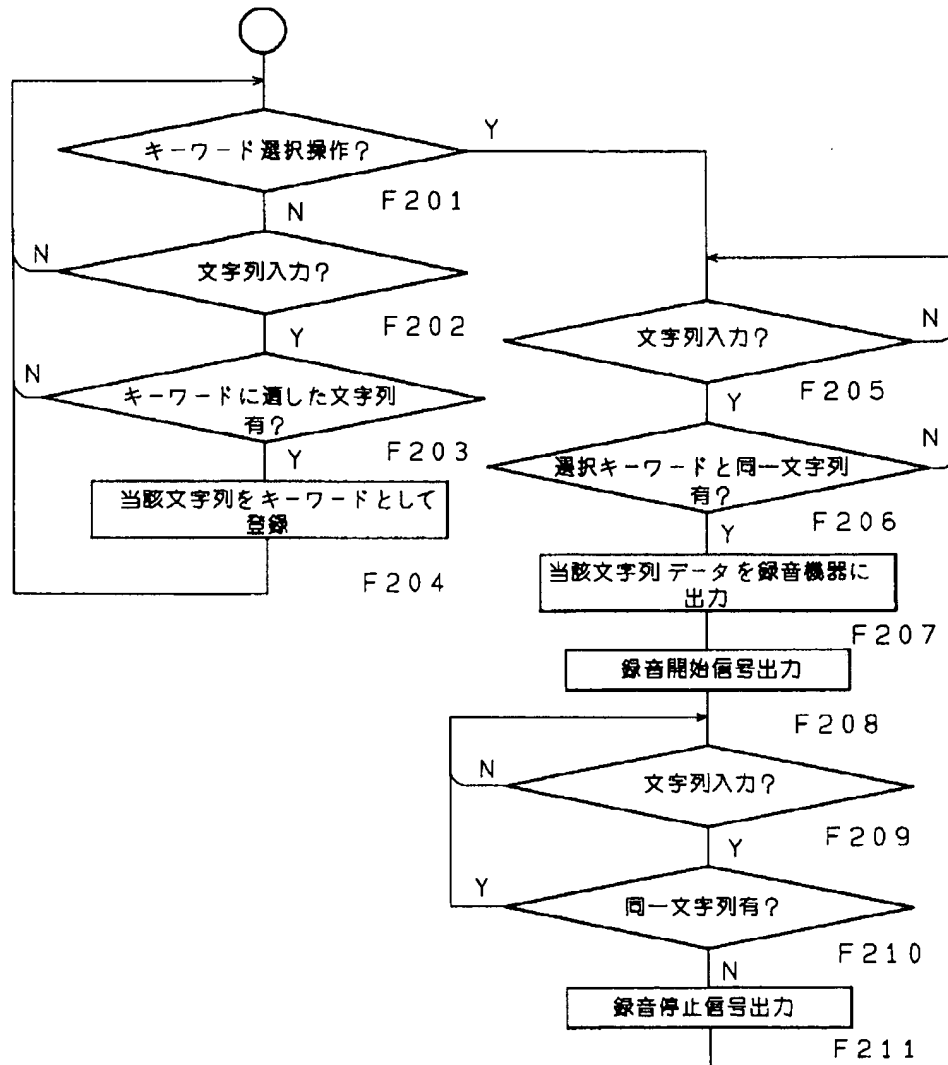 Y
キーワード選択操作?
F201
N
N
文字列入力?
F202
Y
N
キーワードに適した文字列
有?
F203
Y
当該文字列をキーワードとして
登録
F204
N
文字列入力?
F205
Y
N
選択キーワードと同一文字列
有?
F206
Y
当該文字列データを録音機器に
出力
F207
録音開始信号出力
F208
N
文字列入力?
F209
Y
Y
同一文字列有?
F210
N
録音停止信号出力
F211